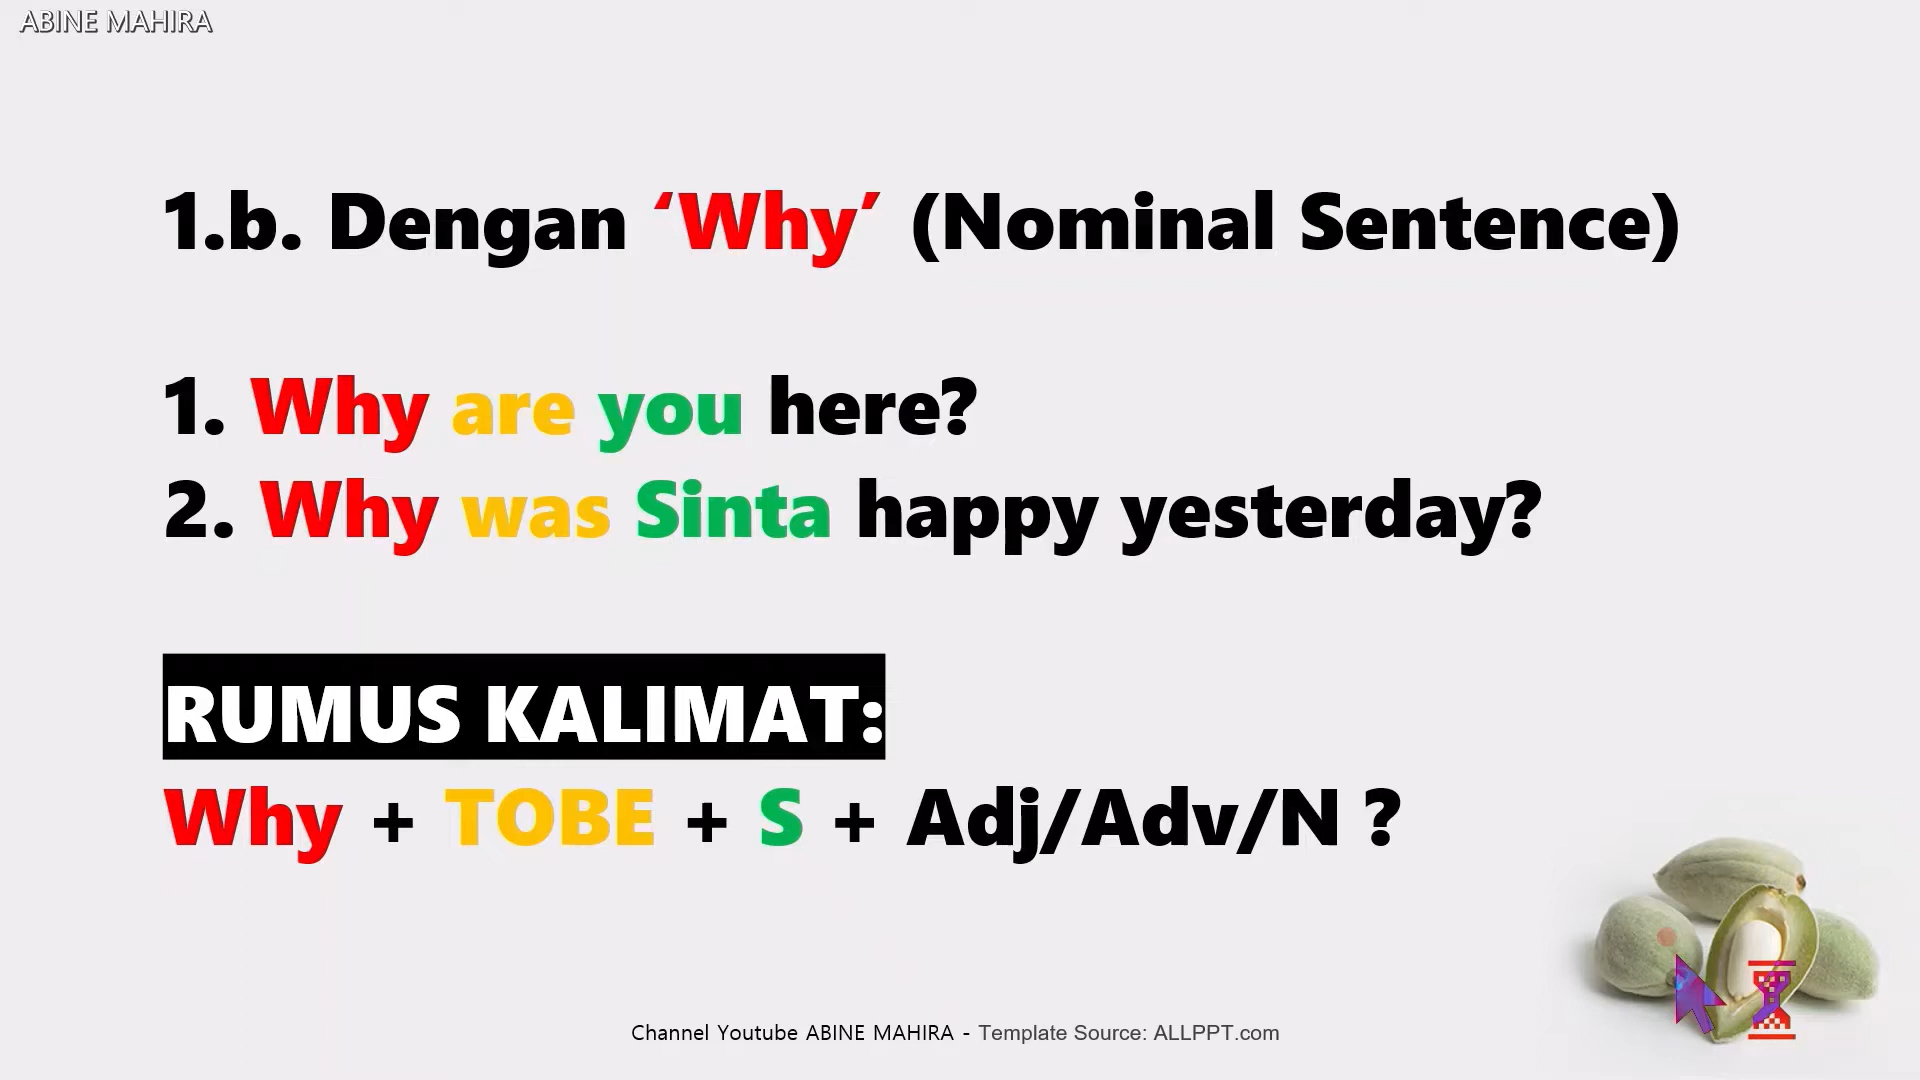 ABINE MAHIRA
1.b. Dengan ‘Why’ (Nominal Sentence)
1. Why are you here?
2. Why was Sinta happy yesterday?
RUMUS KALIMAT:
Why + TOBE + S + Adj/Adv/N ?
Channel Youtube ABINE MAHIRA - Template Source: ALLPPT.com